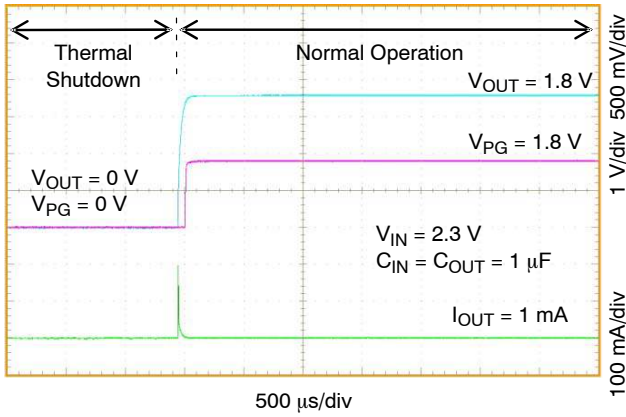 Thermal
Shutdown
Normal Operation
VOUT = 1.8 V
VPG = 1.8 V
VOUT = 0 V
VPG = 0 V
VIN = 2.3 V
CIN = COUT = 1 μF
IOUT = 1 mA
500 μs/div
500 mV/div
1 V/div
100 mA/div